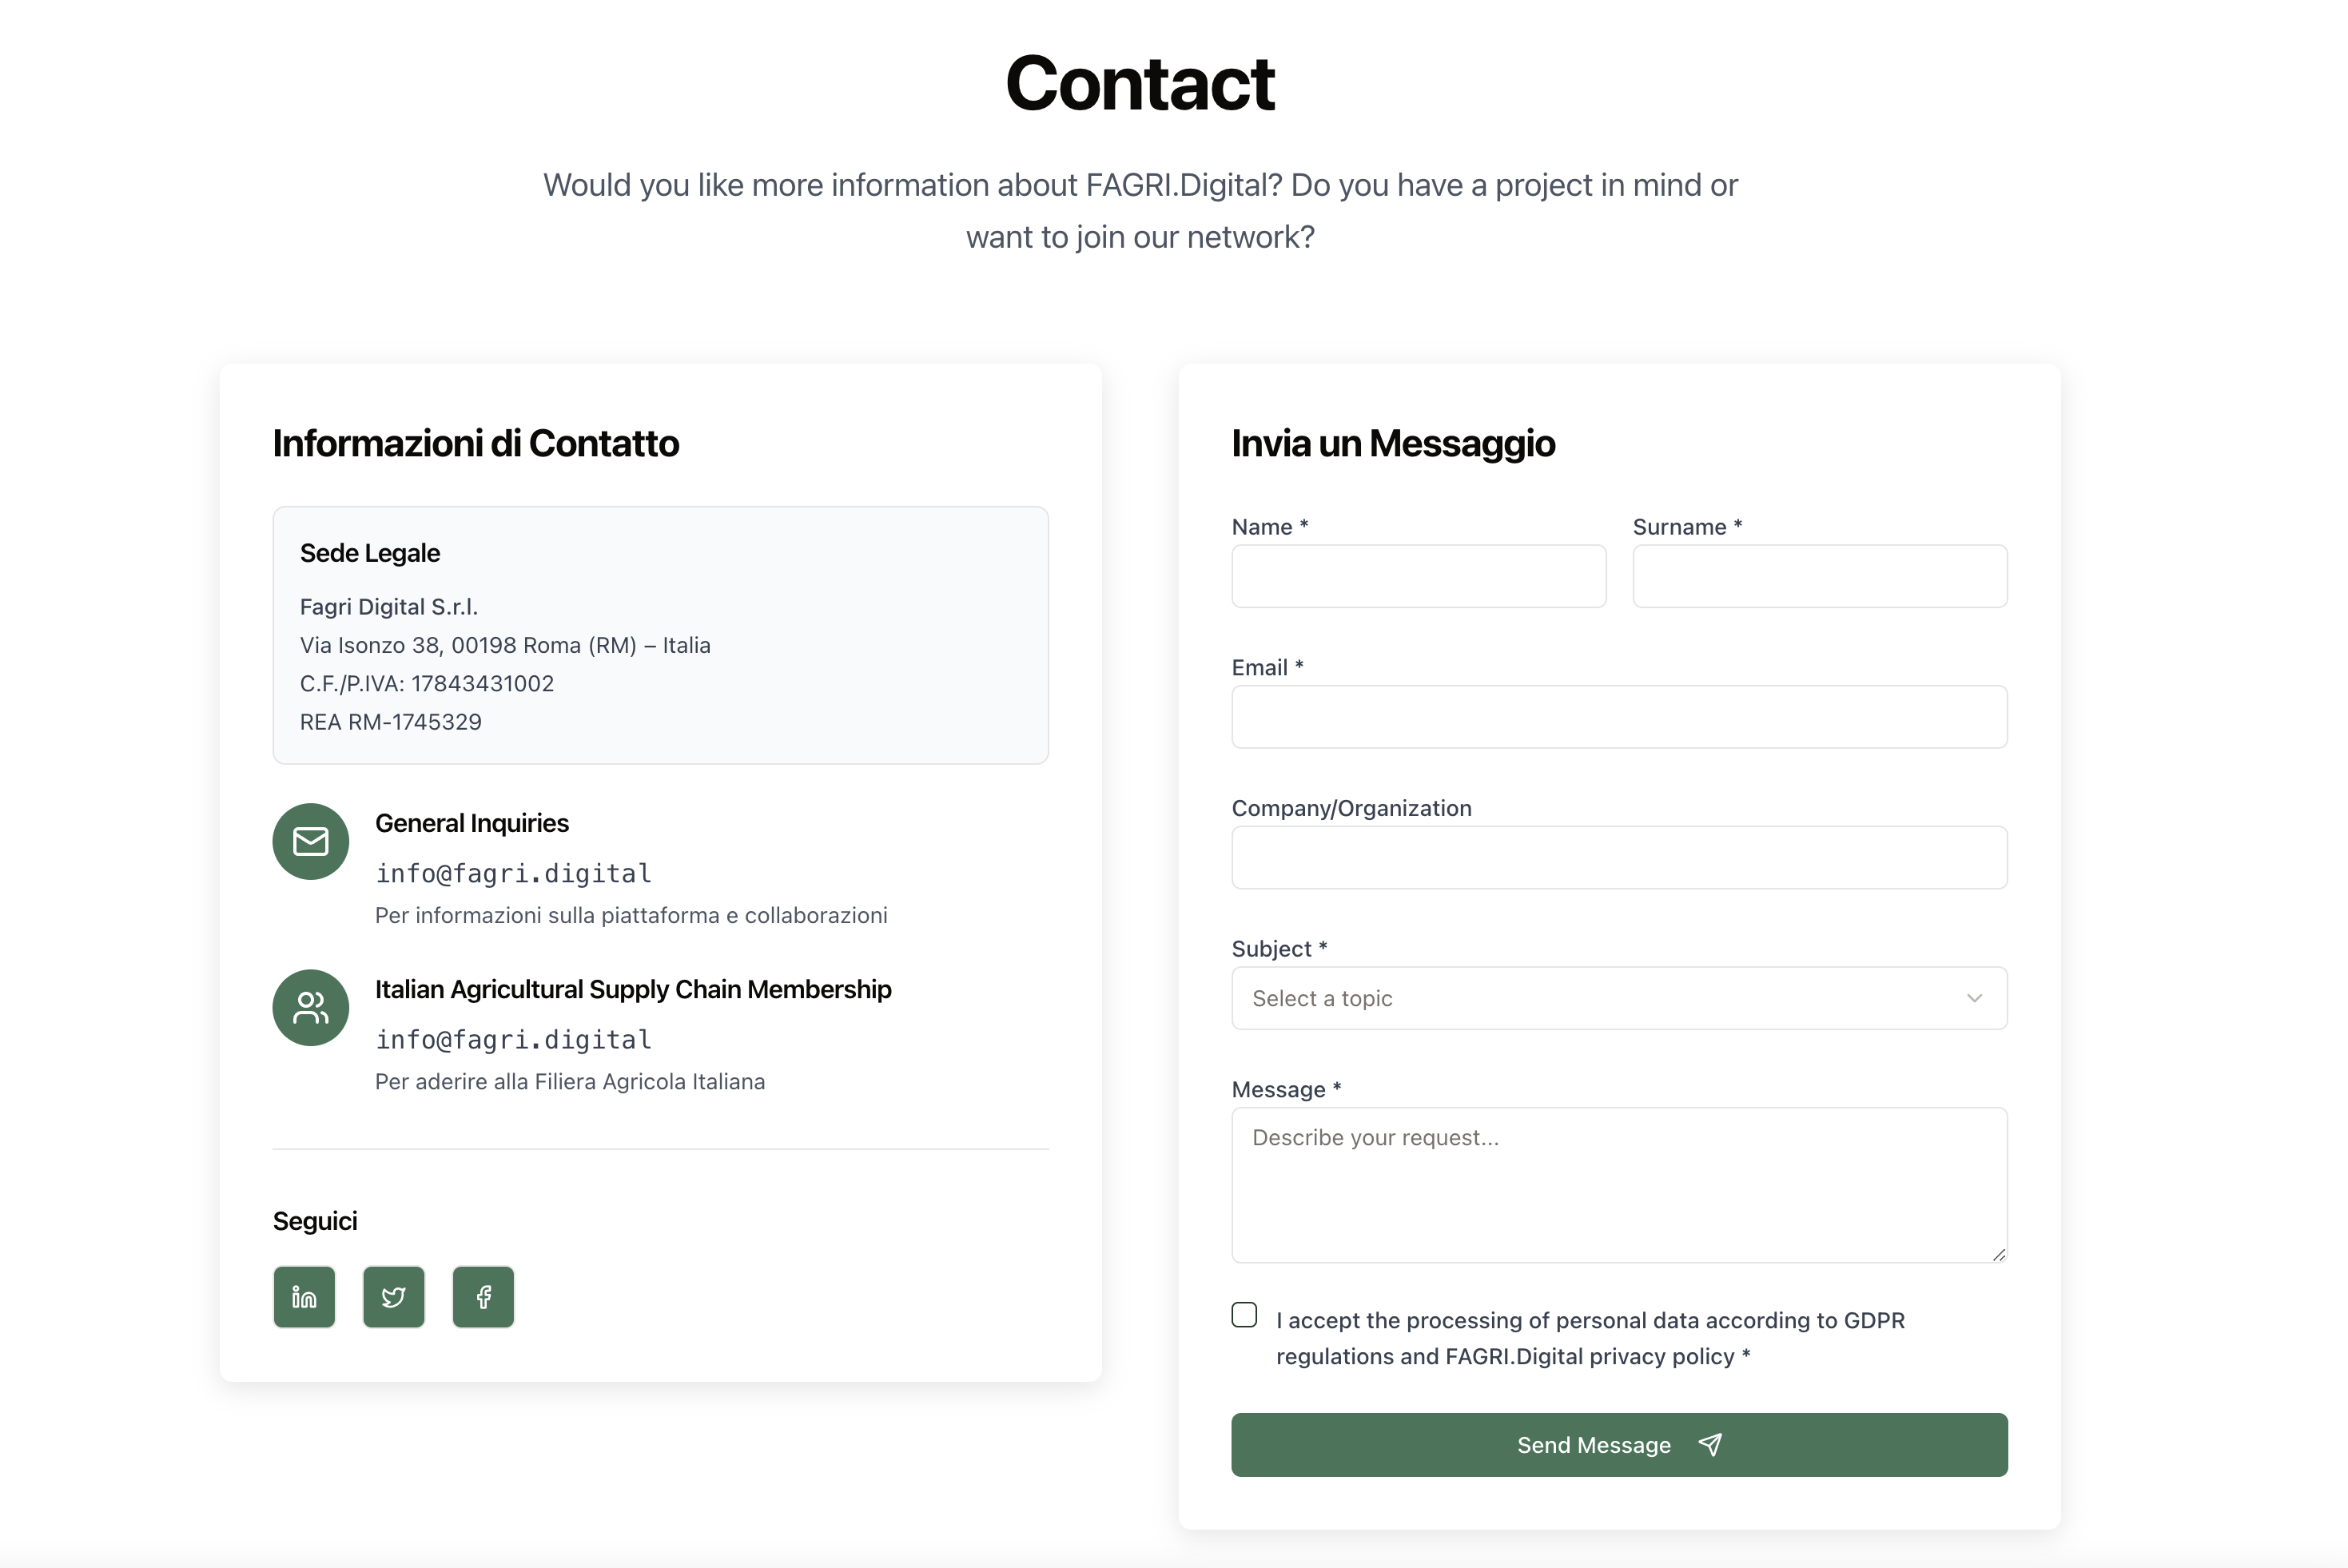 Contact
Would you like more information about FAGRI.Digital? Do you have a project in mind or
want to join our network?
Informazioni di Contatto
Sede Legale
Fagri Digital S.r.l.
Via Isonzo 38, 00198 Roma (RM) – Italia
C.F./P.IVA: 17843431002
REA RM-1745329
General Inquiries
info@fagri.digital
Per informazioni sulla piattaforma e collaborazioni
Italian Agricultural Supply Chain Membership
info@fagri.digital
Per aderire alla Filiera Agricola Italiana
Seguici
Invia un Messaggio
Name *
Surname *
Email *
Company/Organization
Subject *
Select a topic
Message *
Describe your request...
I accept the processing of personal data according to GDPR
regulations and FAGRI.Digital privacy policy *
Send Message